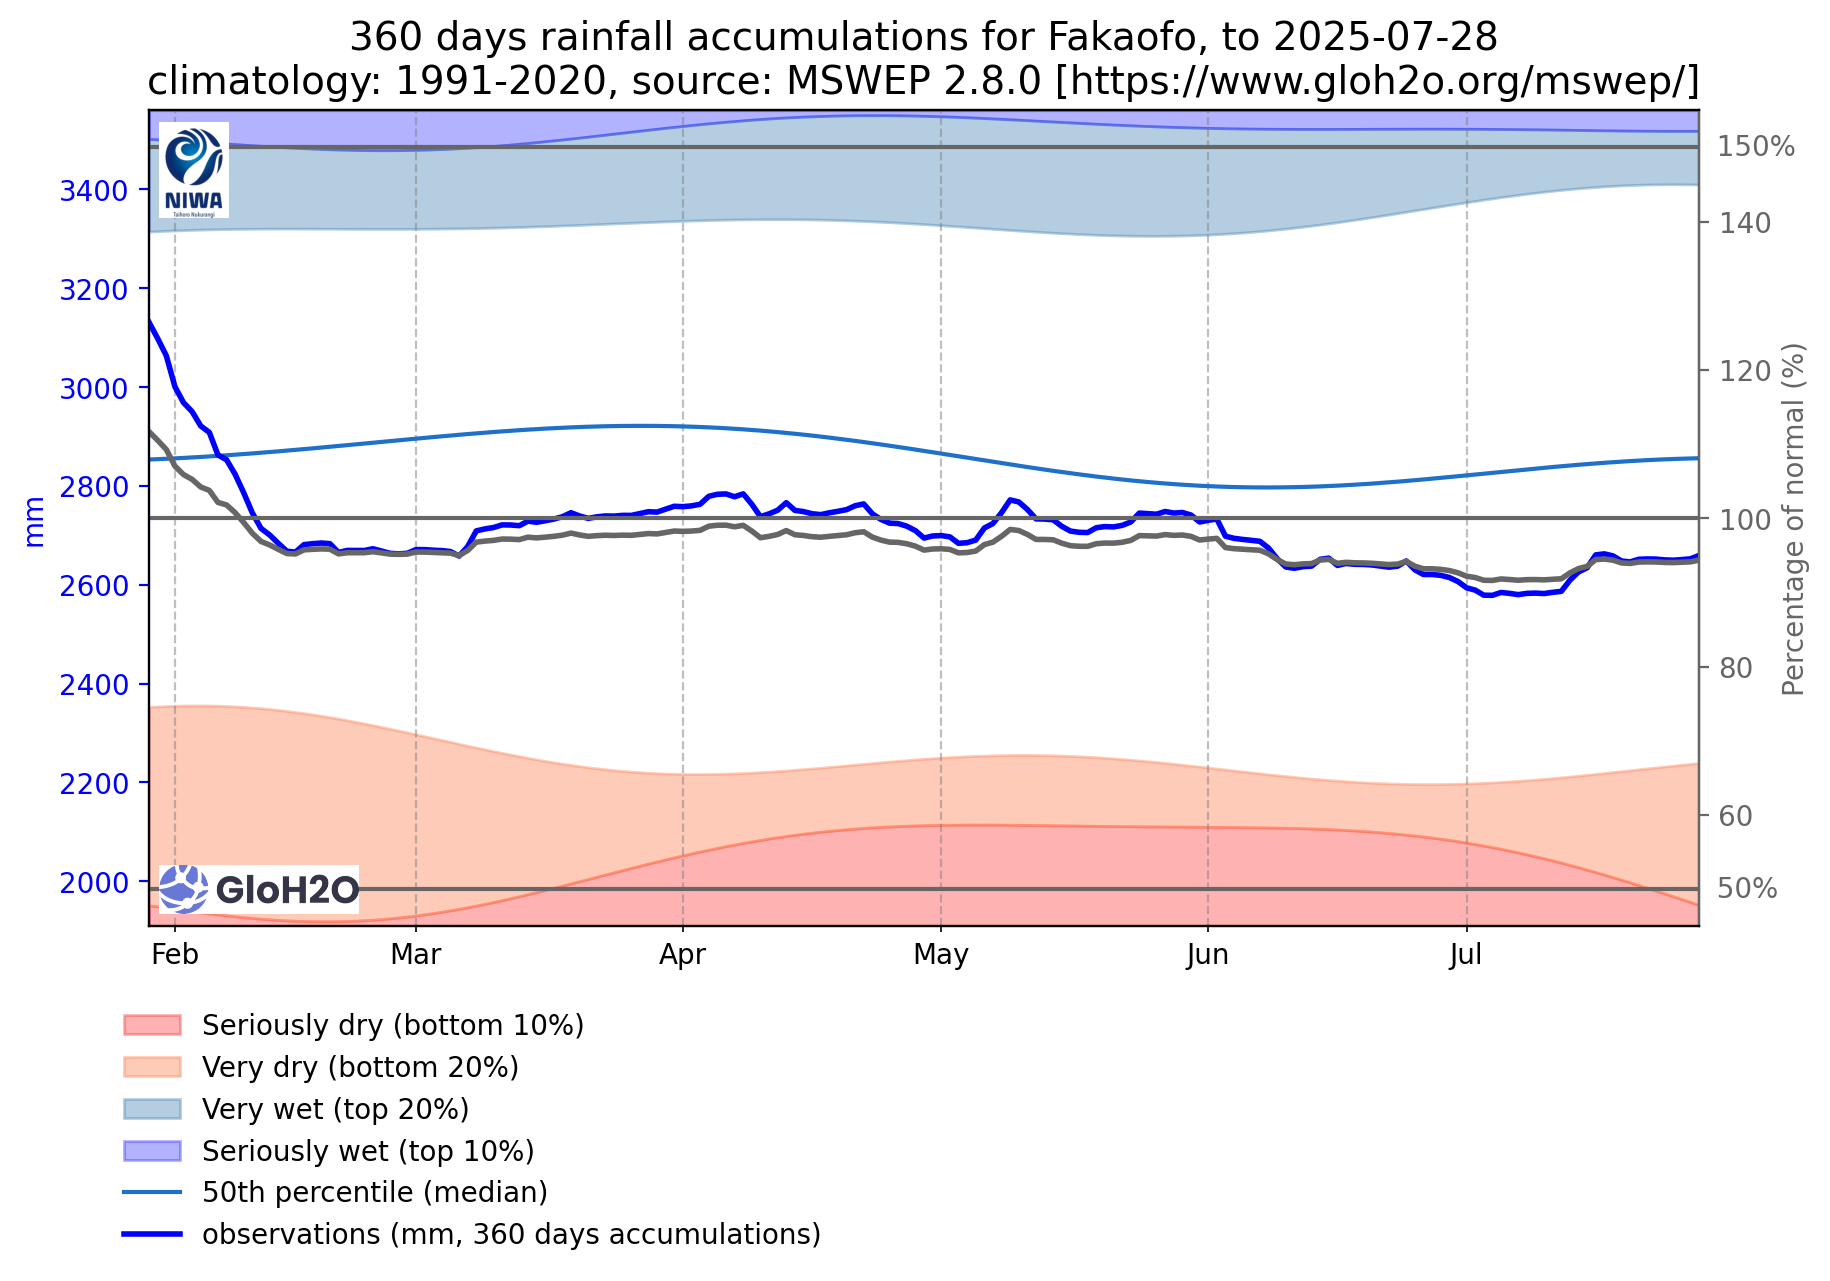 360 days rainfall accumulations for Fakaofo, to 2025-07-28
climatology: 1991-2020, source: MSWEP 2.8.0 [https://www.gloh2o.org/mswep/]
NIWA
Taihoro Nukurangi
3400
3200
3000
2800
2600
2400
2200
2000
mm
150%
140
120
100
80
60
50%
Percentage of normal (%)
GloH2O
Feb
Mar
Apr
May
Jun
Jul
Seriously dry (bottom 10%)
Very dry (bottom 20%)
Very wet (top 20%)
Seriously wet (top 10%)
50th percentile (median)
observations (mm, 360 days accumulations)